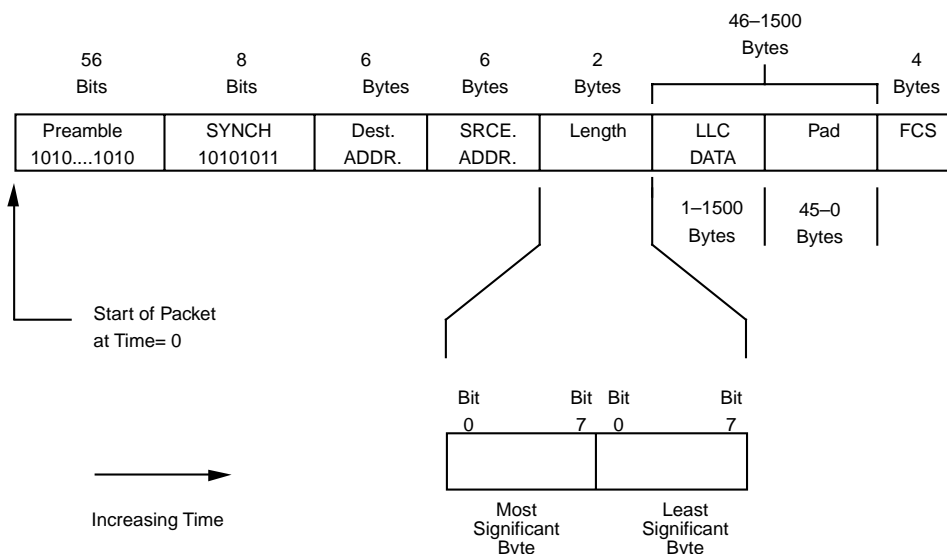 46–1500
Bytes
56
Bits
8
Bits
6
Bytes
6
Bytes
2
Bytes
4
Bytes
Preamble
1010....1010
SYNCH
10101011
Dest.
ADDR.
SRCE.
ADDR.
Length
LLC
DATA
Pad
FCS
1–1500
Bytes
45–0
Bytes
Start of Packet
at Time= 0
Bit
0
Bit
7
Bit
0
Bit
7
Increasing Time
Most
Significant
Byte
Least
Significant
Byte